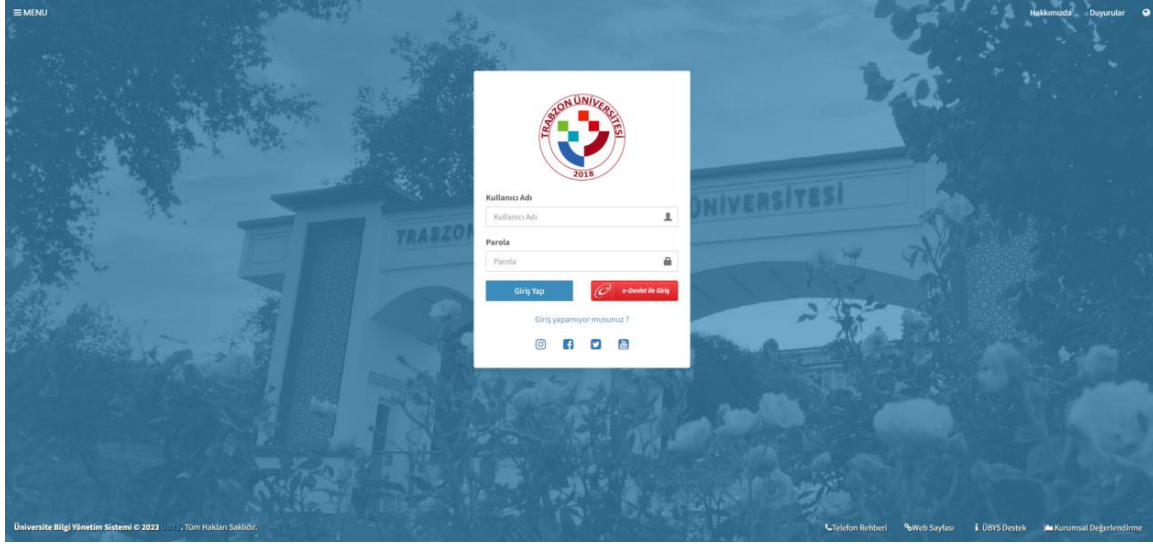 MENU
Hakkımızda
Duyurular
TRABZON ÜNİVERSİTESİ
2018
TRABZON
ÜNİVERSİTESİ
Kullanıcı Adı
Kullanıcı Adı
Parola
Parola
Giriş Yap
e-Devlet ile Giriş
Giriş yapamıyor musunuz ?
Üniversite Bilgi Yönetim Sistemi © 2023 UBYS. Tüm Hakları Saklıdır.
Telefon Rehberi
Web Sayfası
ÜBYS Destek
Kurumsal Değerlendirme